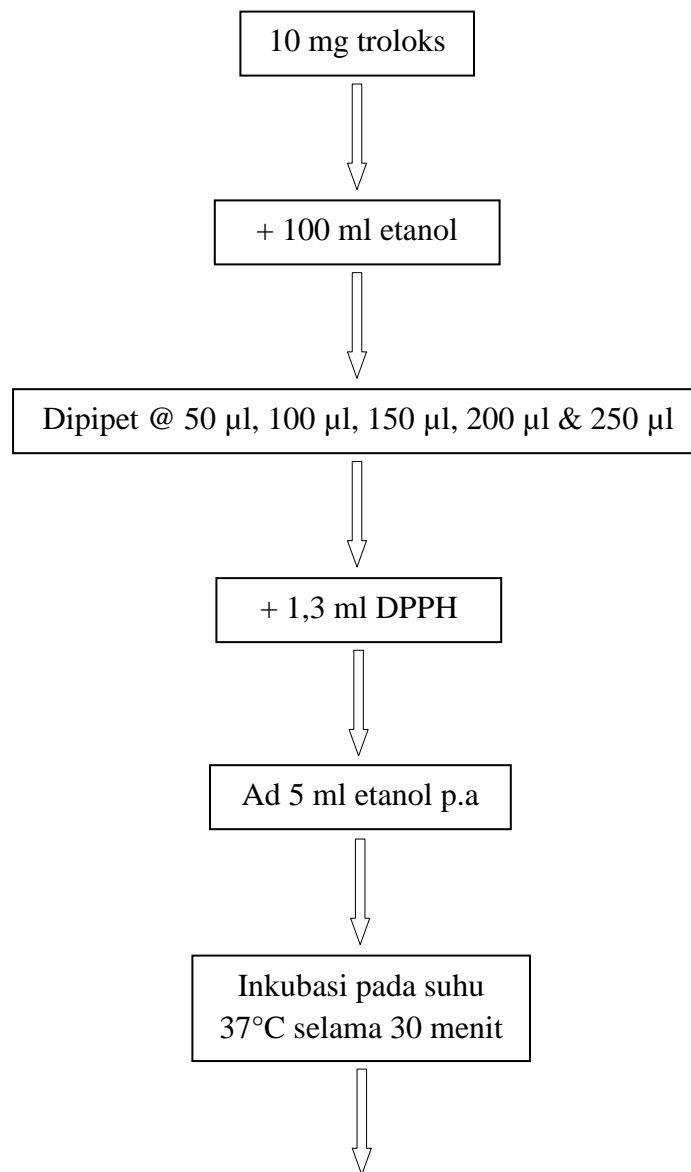 10 mg troloks
+ 100 ml etanol
Dipipet @ 50 µl, 100 µl, 150 µl, 200 µl & 250 µl
+ 1,3 ml DPPH
Ad 5 ml etanol p.a
Inkubasi pada suhu
37°C selama 30 menit